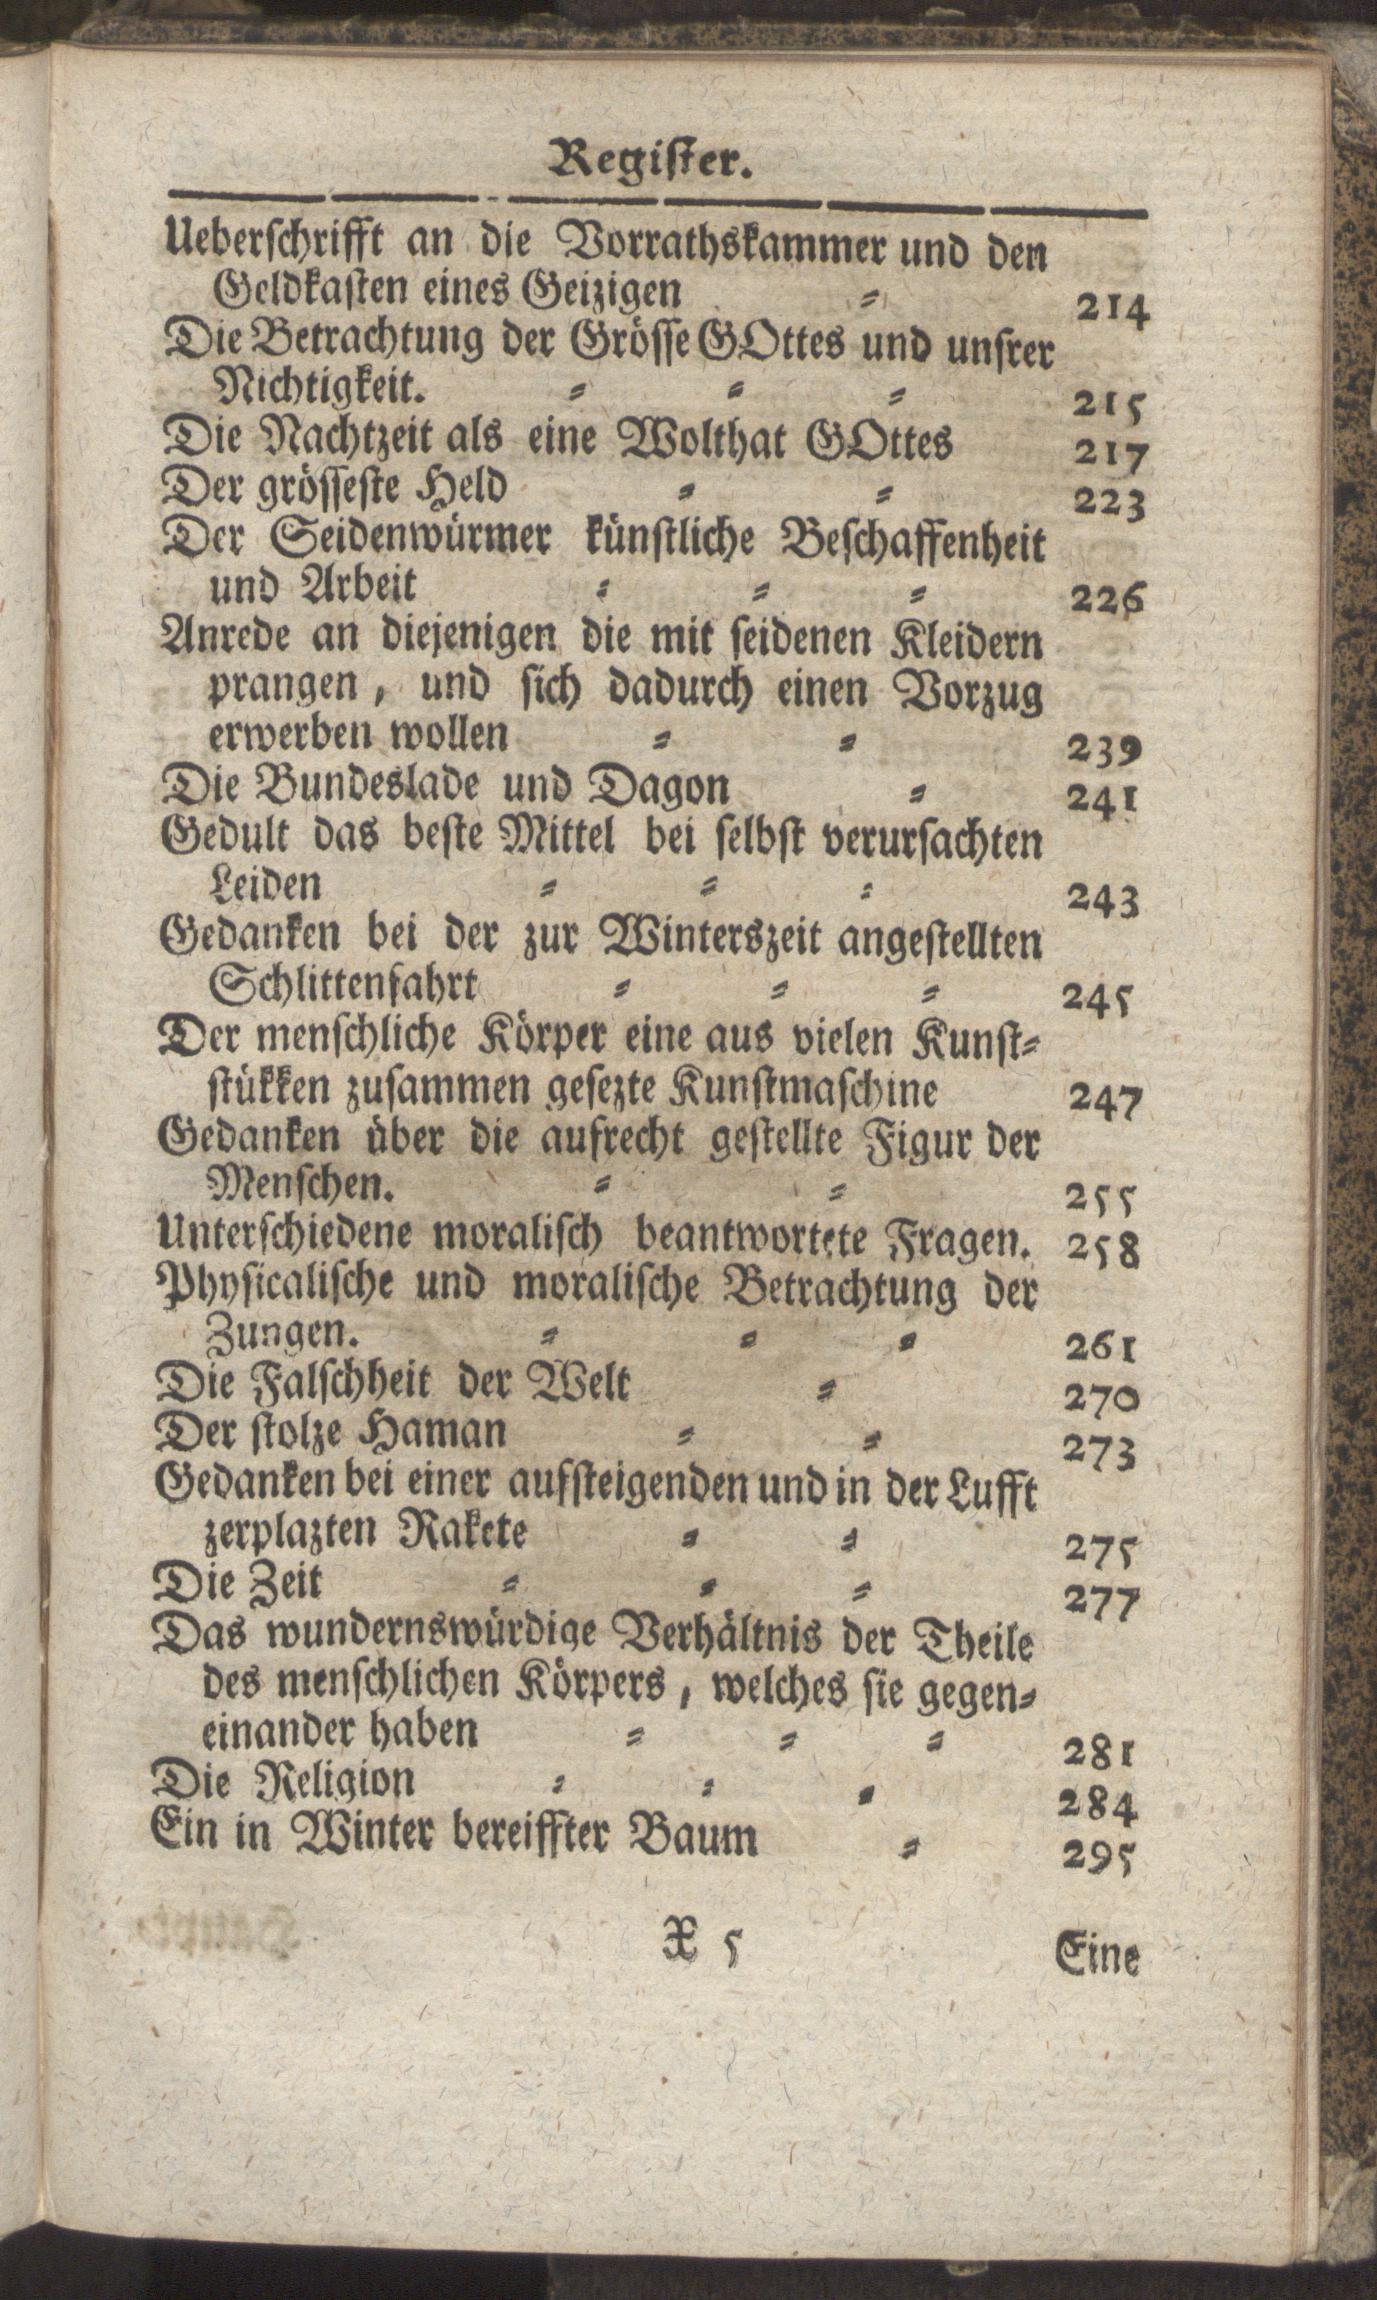 Register.
Ueberschrifft an die Vorrathskammer und den
Geldkasten eines Geizigen = 214
Die Betrachtung der Grösse GOttes und unsrer
Nichtigkeit. = = = 215
Die Nachtzeit als eine Wolthat GOttes 217
Der grösseste Held = = 223
Der Seidenwürmer künstliche Beschaffenheit
und Arbeit = = = 226
Anrede an diejenigen die mit seidenen Kleidern
prangen, und sich dadurch einen Vorzug
erwerben wollen = = 239
Die Bundeslade und Dagon = 241
Gedult das beste Mittel bei selbst verursachten
Leiden = = = 243
Gedanken bei der zur Winterszeit angestellten
Schlittenfahrt = = = 245
Der menschliche Körper eine aus vielen Kunst=
stükken zusammen gesezte Kunstmaschine 247
Gedanken über die aufrecht gestellte Figur der
Menschen. = = 255
Unterschiedene moralisch beantwortete Fragen. 258
Physicalische und moralische Betrachtung der
Zungen. = = = 261
Die Falschheit der Welt = 270
Der stolze Haman = = 273
Gedanken bei einer aufsteigenden und in der Lufft
zerplazten Rakete = = 275
Die Zeit = = = 277
Das wundernswürdige Verhältnis der Theile
des menschlichen Körpers, welches sie gegen=
einander haben = = = 281
Die Religion = = = 284
Ein in Winter bereiffter Baum = 295
X 5 Eine